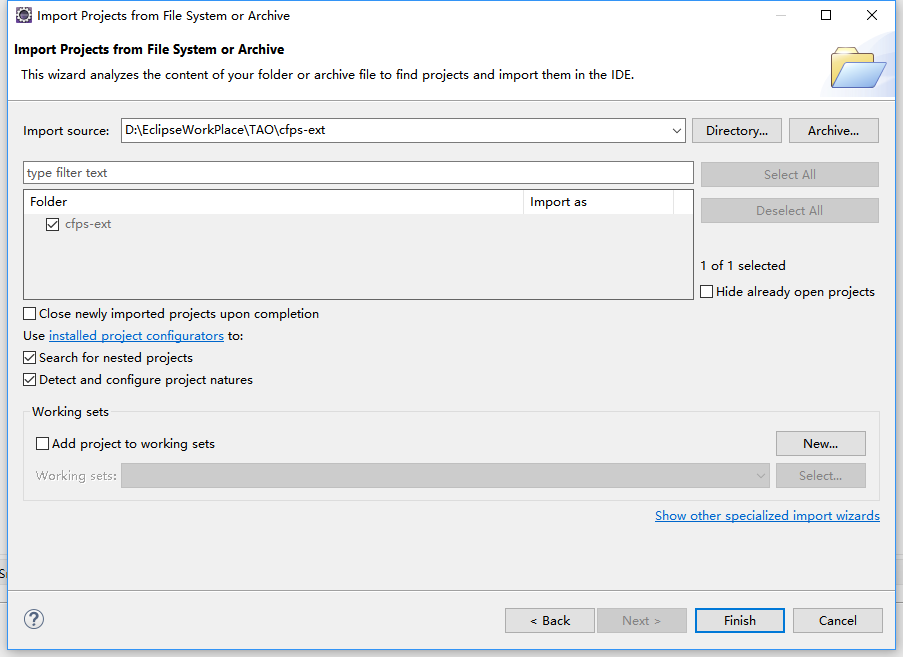 Import Projects from File System or Archive
Import Projects from File System or Archive
This wizard analyzes the content of your folder or archive file to find projects and import them in the IDE.
Import source: D:\EclipseWorkPlace\TAO\cfps-ext Directory... Archive...
type filter text Select All
Folder Import as
Deselect All
cfps-ext
1 of 1 selected
Hide already open projects
Close newly imported projects upon completion
Use installed project configurators to:
Search for nested projects
Detect and configure project natures
Working sets
Add project to working sets New...
Working sets: Select...
Show other specialized import wizards
? < Back Next > Finish Cancel